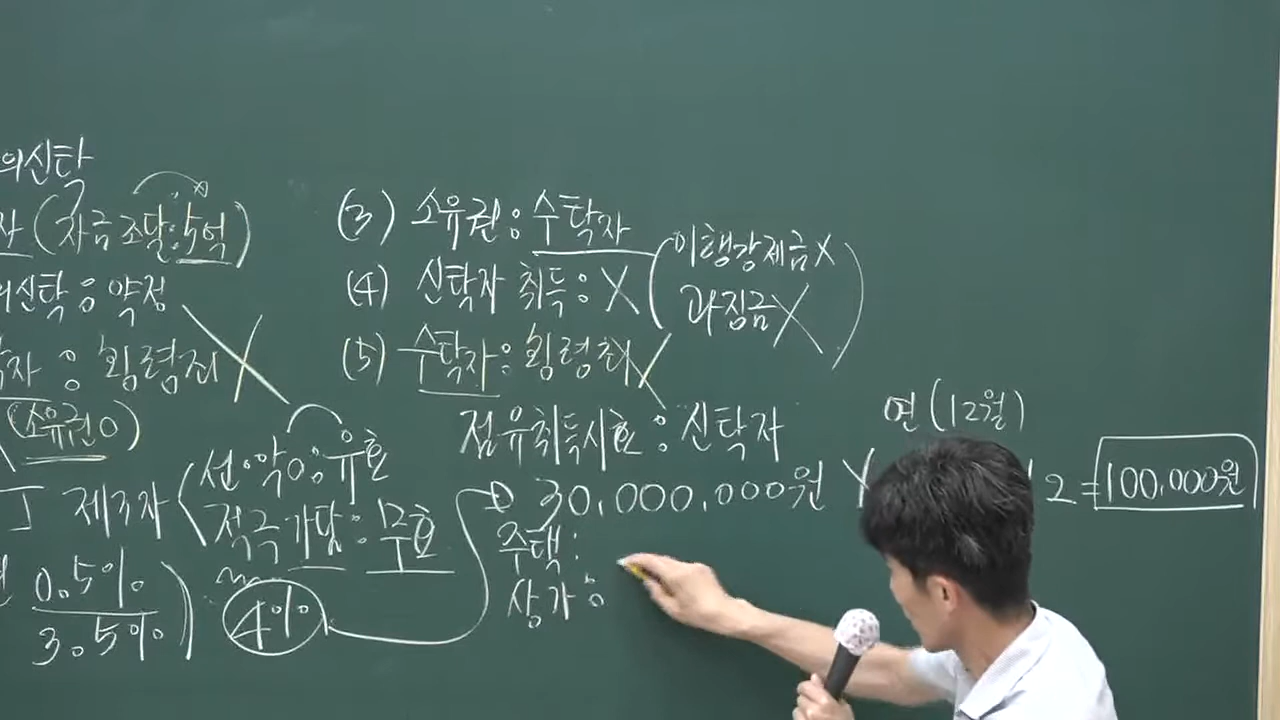 의신탁
자 (자금조달:5억)
의신탁:약정
자 : 횡령죄 X
(소유권O)
제3자
선·악 0:유효
적극가담:무효
0.5%
3.5%
4%
(3) 소유권: 수탁자
(4) 신탁자 취득: X (이행강제금X
과징금X)
(5) 수탁자: 횡령죄X
점유취득시효: 신탁자
연(12월)
① 30,000,000원 X
12=100,000원
주택:
상가: